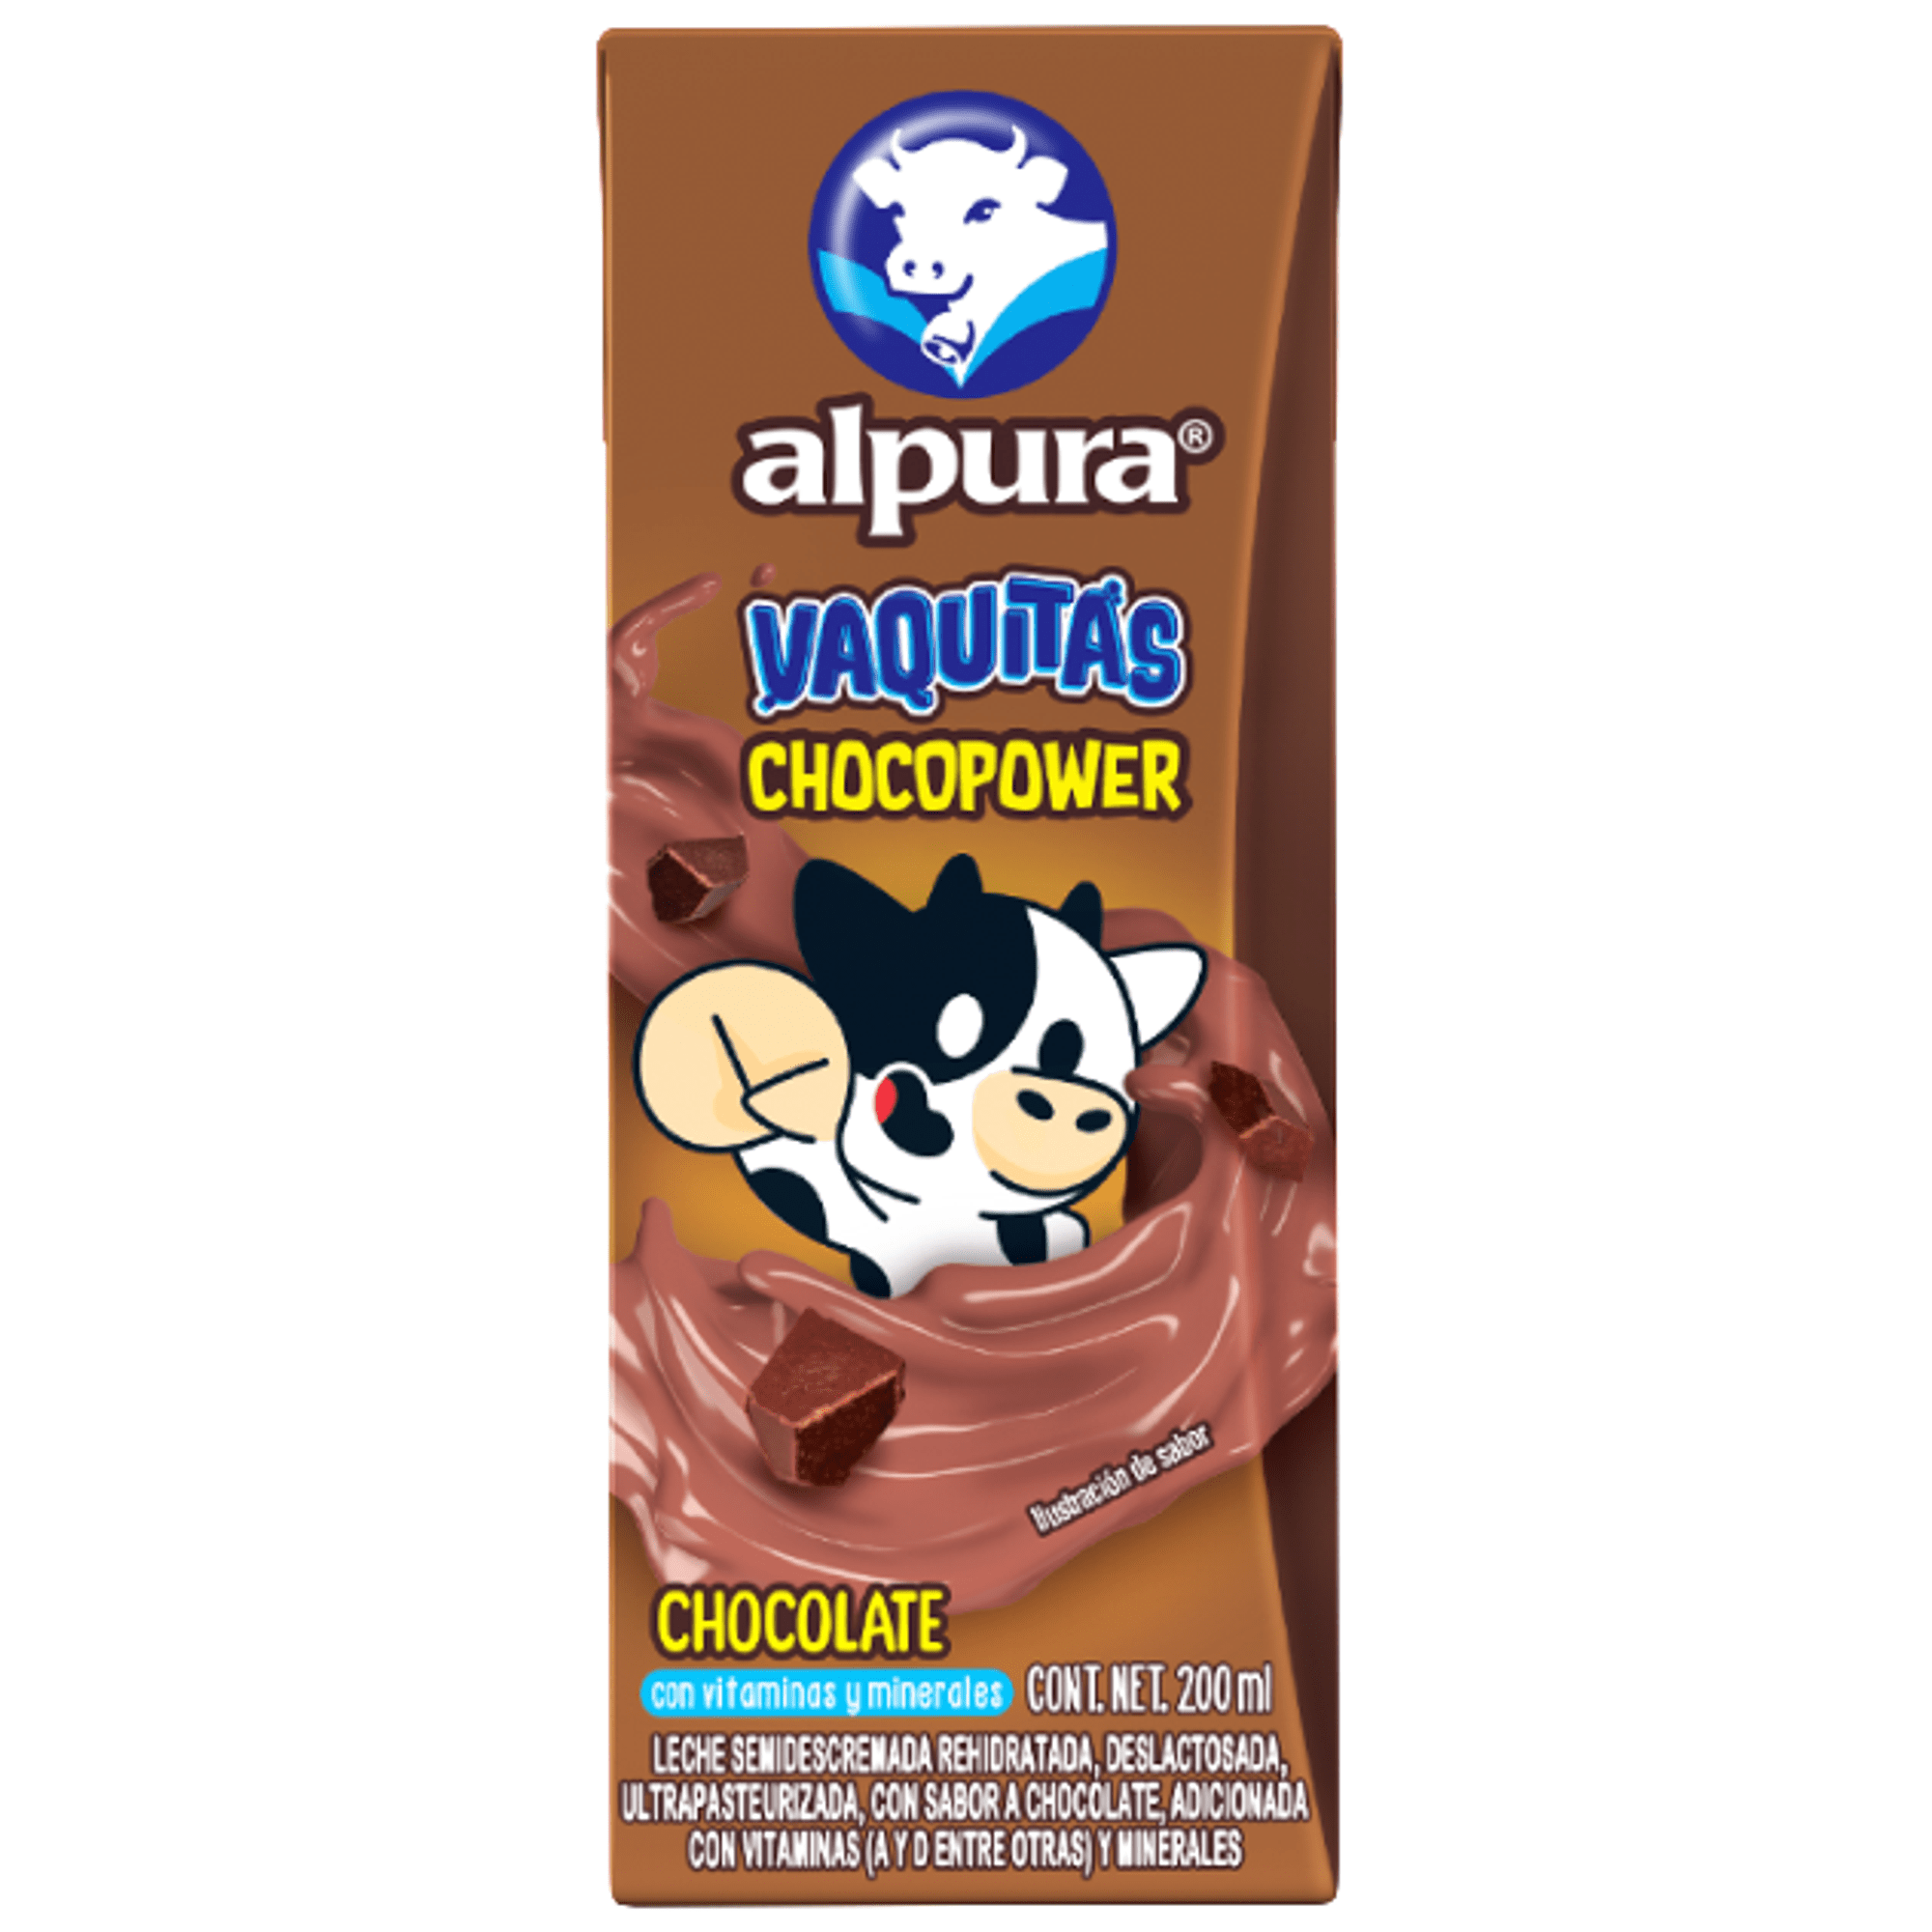 alpura®
VAQUITAS
CHOCOPOWER
Ilustración de sabor
CHOCOLATE
con vitaminas y minerales
CONT. NET. 200 ml
LECHE SEMIDESCREMADA REHIDRATADA, DESLACTOSADA,
ULTRAPASTEURIZADA, CON SABOR A CHOCOLATE, ADICIONADA
CON VITAMINAS (A Y D ENTRE OTRAS) Y MINERALES